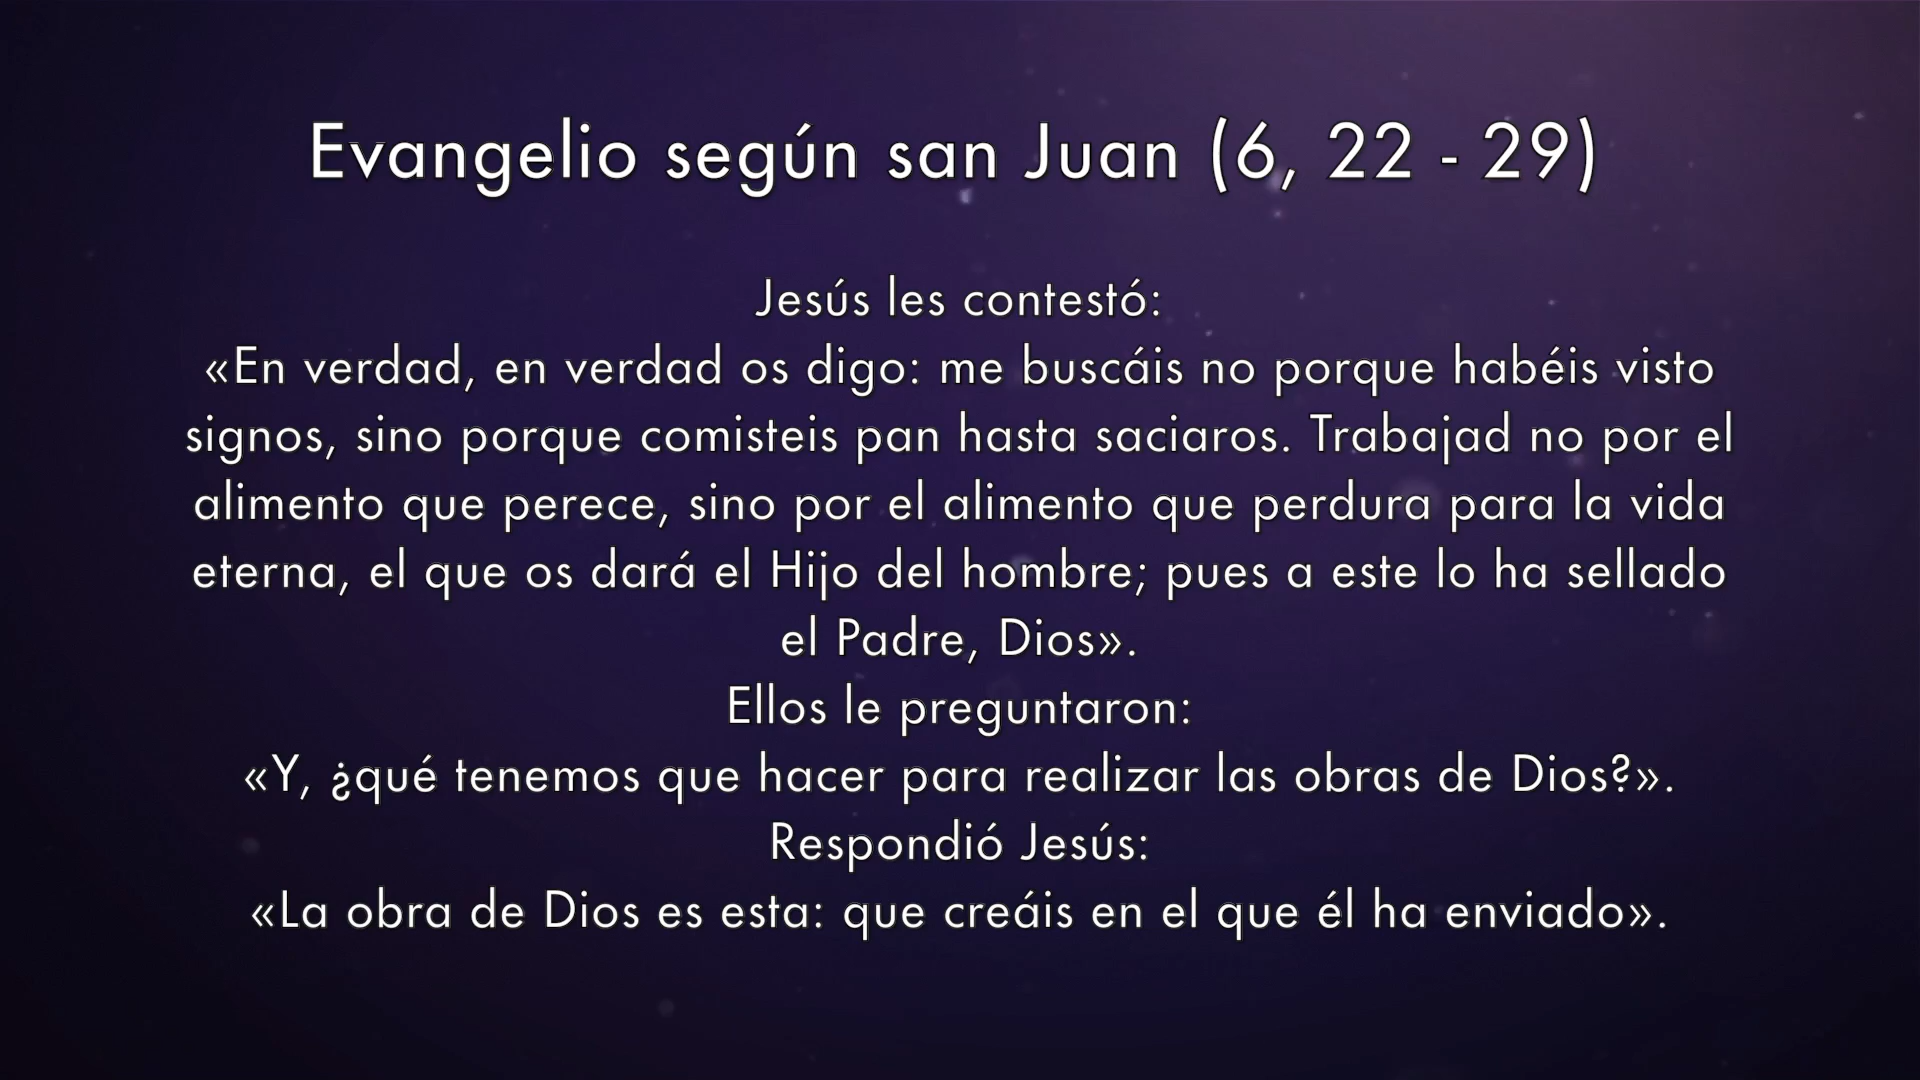 Evangelio según san Juan (6, 22 - 29)
Jesús les contestó:
«En verdad, en verdad os digo: me buscáis no porque habéis visto
signos, sino porque comisteis pan hasta saciaros. Trabajad no por el
alimento que perece, sino por el alimento que perdura para la vida
eterna, el que os dará el Hijo del hombre; pues a este lo ha sellado
el Padre, Dios».
Ellos le preguntaron:
«Y, ¿qué tenemos que hacer para realizar las obras de Dios?».
Respondió Jesús:
«La obra de Dios es esta: que creáis en el que él ha enviado».